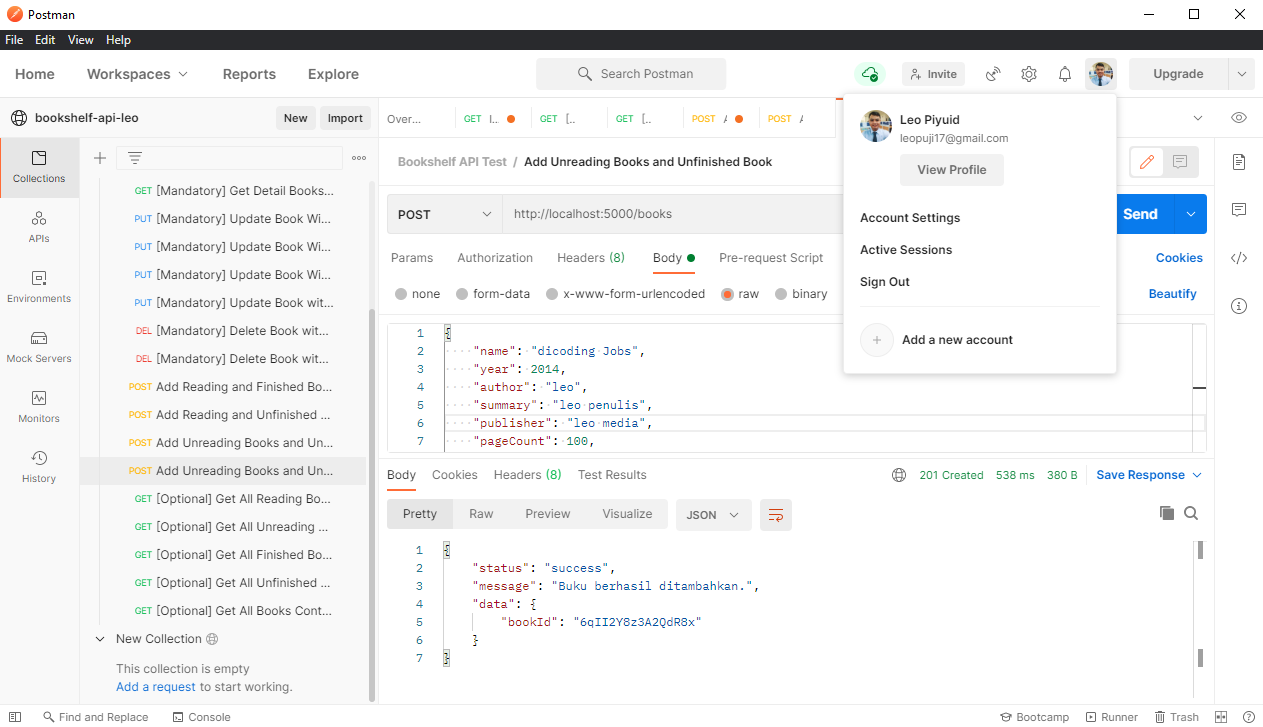 Postman
File Edit View Help
Home Workspaces Reports Explore Search Postman Invite Upgrade
bookshelf-api-leo New Import
Over... GET [.. GET [.. GET [.. POST POST
Leo Piyuid
leopuji17@gmail.com
View Profile
Account Settings
Active Sessions
Sign Out
Add a new account
Collections
APIs
Environments
Mock Servers
Monitors
History
GET [Mandatory] Get Detail Books...
PUT [Mandatory] Update Book Wi...
PUT [Mandatory] Update Book Wi...
PUT [Mandatory] Update Book Wi...
PUT [Mandatory] Update Book wit...
DEL [Mandatory] Delete Book wit...
DEL [Mandatory] Delete Book wit...
POST Add Reading and Finished Bo...
POST Add Reading and Unfinished ...
POST Add Unreading Books and Un...
POST Add Unreading Books and Un...
GET [Optional] Get All Reading Bo...
GET [Optional] Get All Unreading ...
GET [Optional] Get All Finished Bo...
GET [Optional] Get All Unfinished ...
GET [Optional] Get All Books Cont...
New Collection
This collection is empty
Add a request to start working.
Bookshelf API Test / Add Unreading Books and Unfinished Book
POST http://localhost:5000/books Send
Params Authorization Headers (8) Body Pre-request Script Cookies
none form-data x-www-form-urlencoded raw binary Beautify
1 {
2 "name": "dicoding Jobs",
3 "year": 2014,
4 "author": "leo",
5 "summary": "leo penulis",
6 "publisher": "leo media",
7 "pageCount": 100,
Body Cookies Headers (8) Test Results 201 Created 538 ms 380 B Save Response
Pretty Raw Preview Visualize JSON
1 {
2 "status": "success",
3 "message": "Buku berhasil ditambahkan.",
4 "data": {
5 "bookId": "6qII2Y8z3A2QdR8x"
6 }
7 }
Find and Replace Console Bootcamp Runner Trash